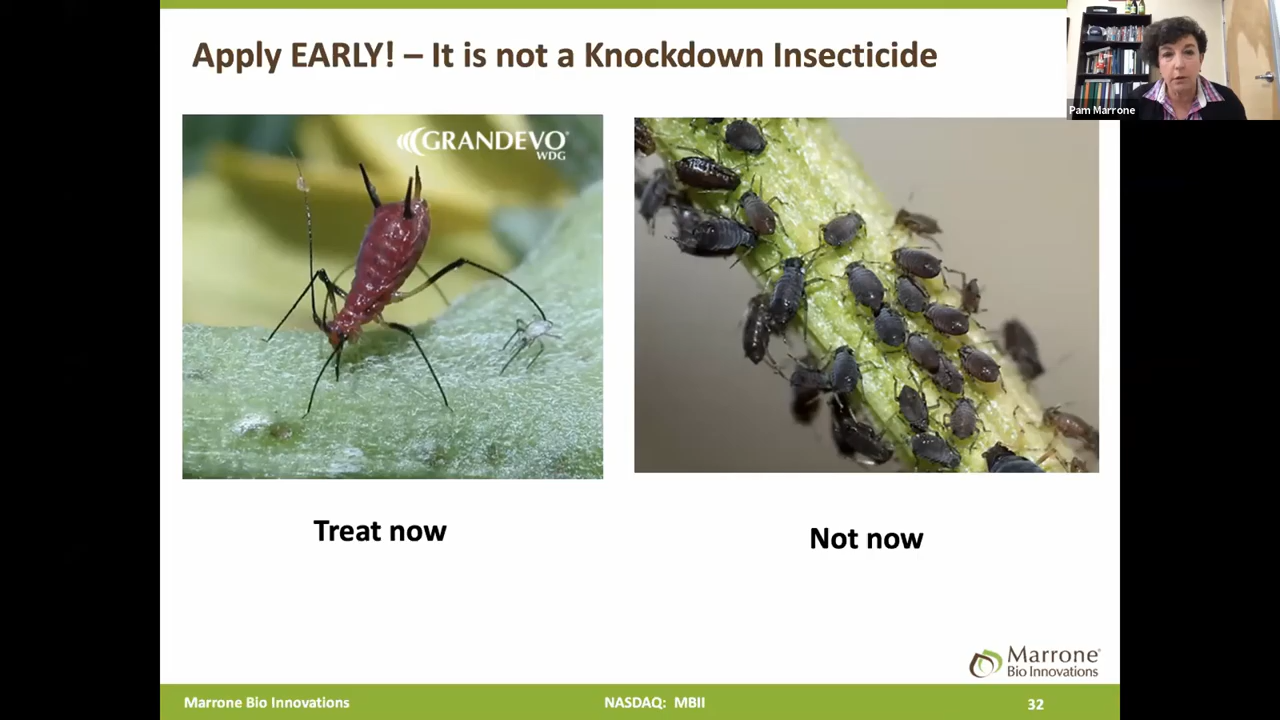 Apply EARLY! – It is not a Knockdown Insecticide
Pam Marrone
GRANDEVO®
WDG
Treat now
Not now
Marrone®
Bio Innovations
Marrone Bio Innovations
NASDAQ: MBII
32